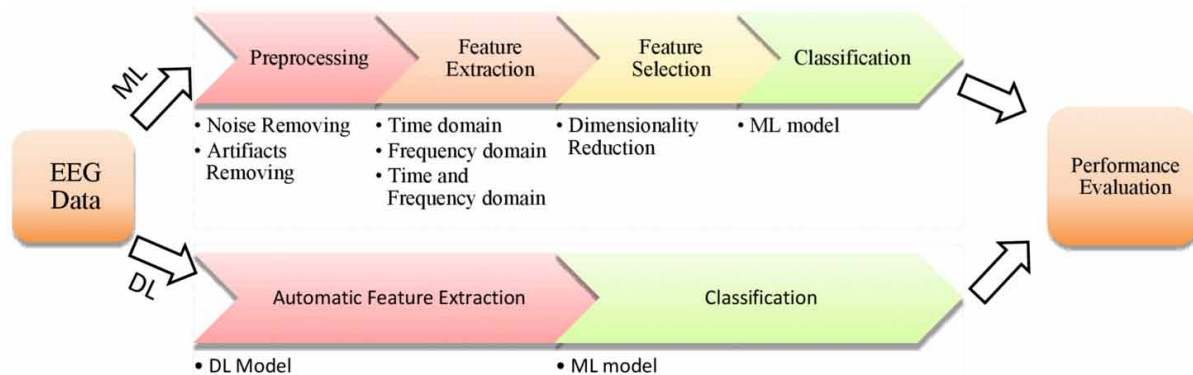 EEG
Data
ML
Preprocessing
Feature
Extraction
Feature
Selection
Classification
• Noise Removing
• Artifiacts
Removing
• Time domain
• Frequency domain
• Time and
Frequency domain
• Dimensionality
Reduction
• ML model
DL
Automatic Feature Extraction
Classification
• DL Model
• ML model
Performance
Evaluation